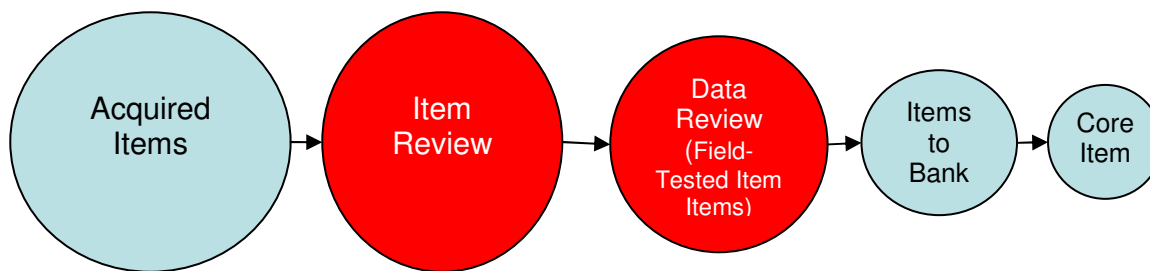 Acquired
Items
Item
Review
Data
Review
(Field-
Tested Item
Items)
Items
to
Bank
Core
Item